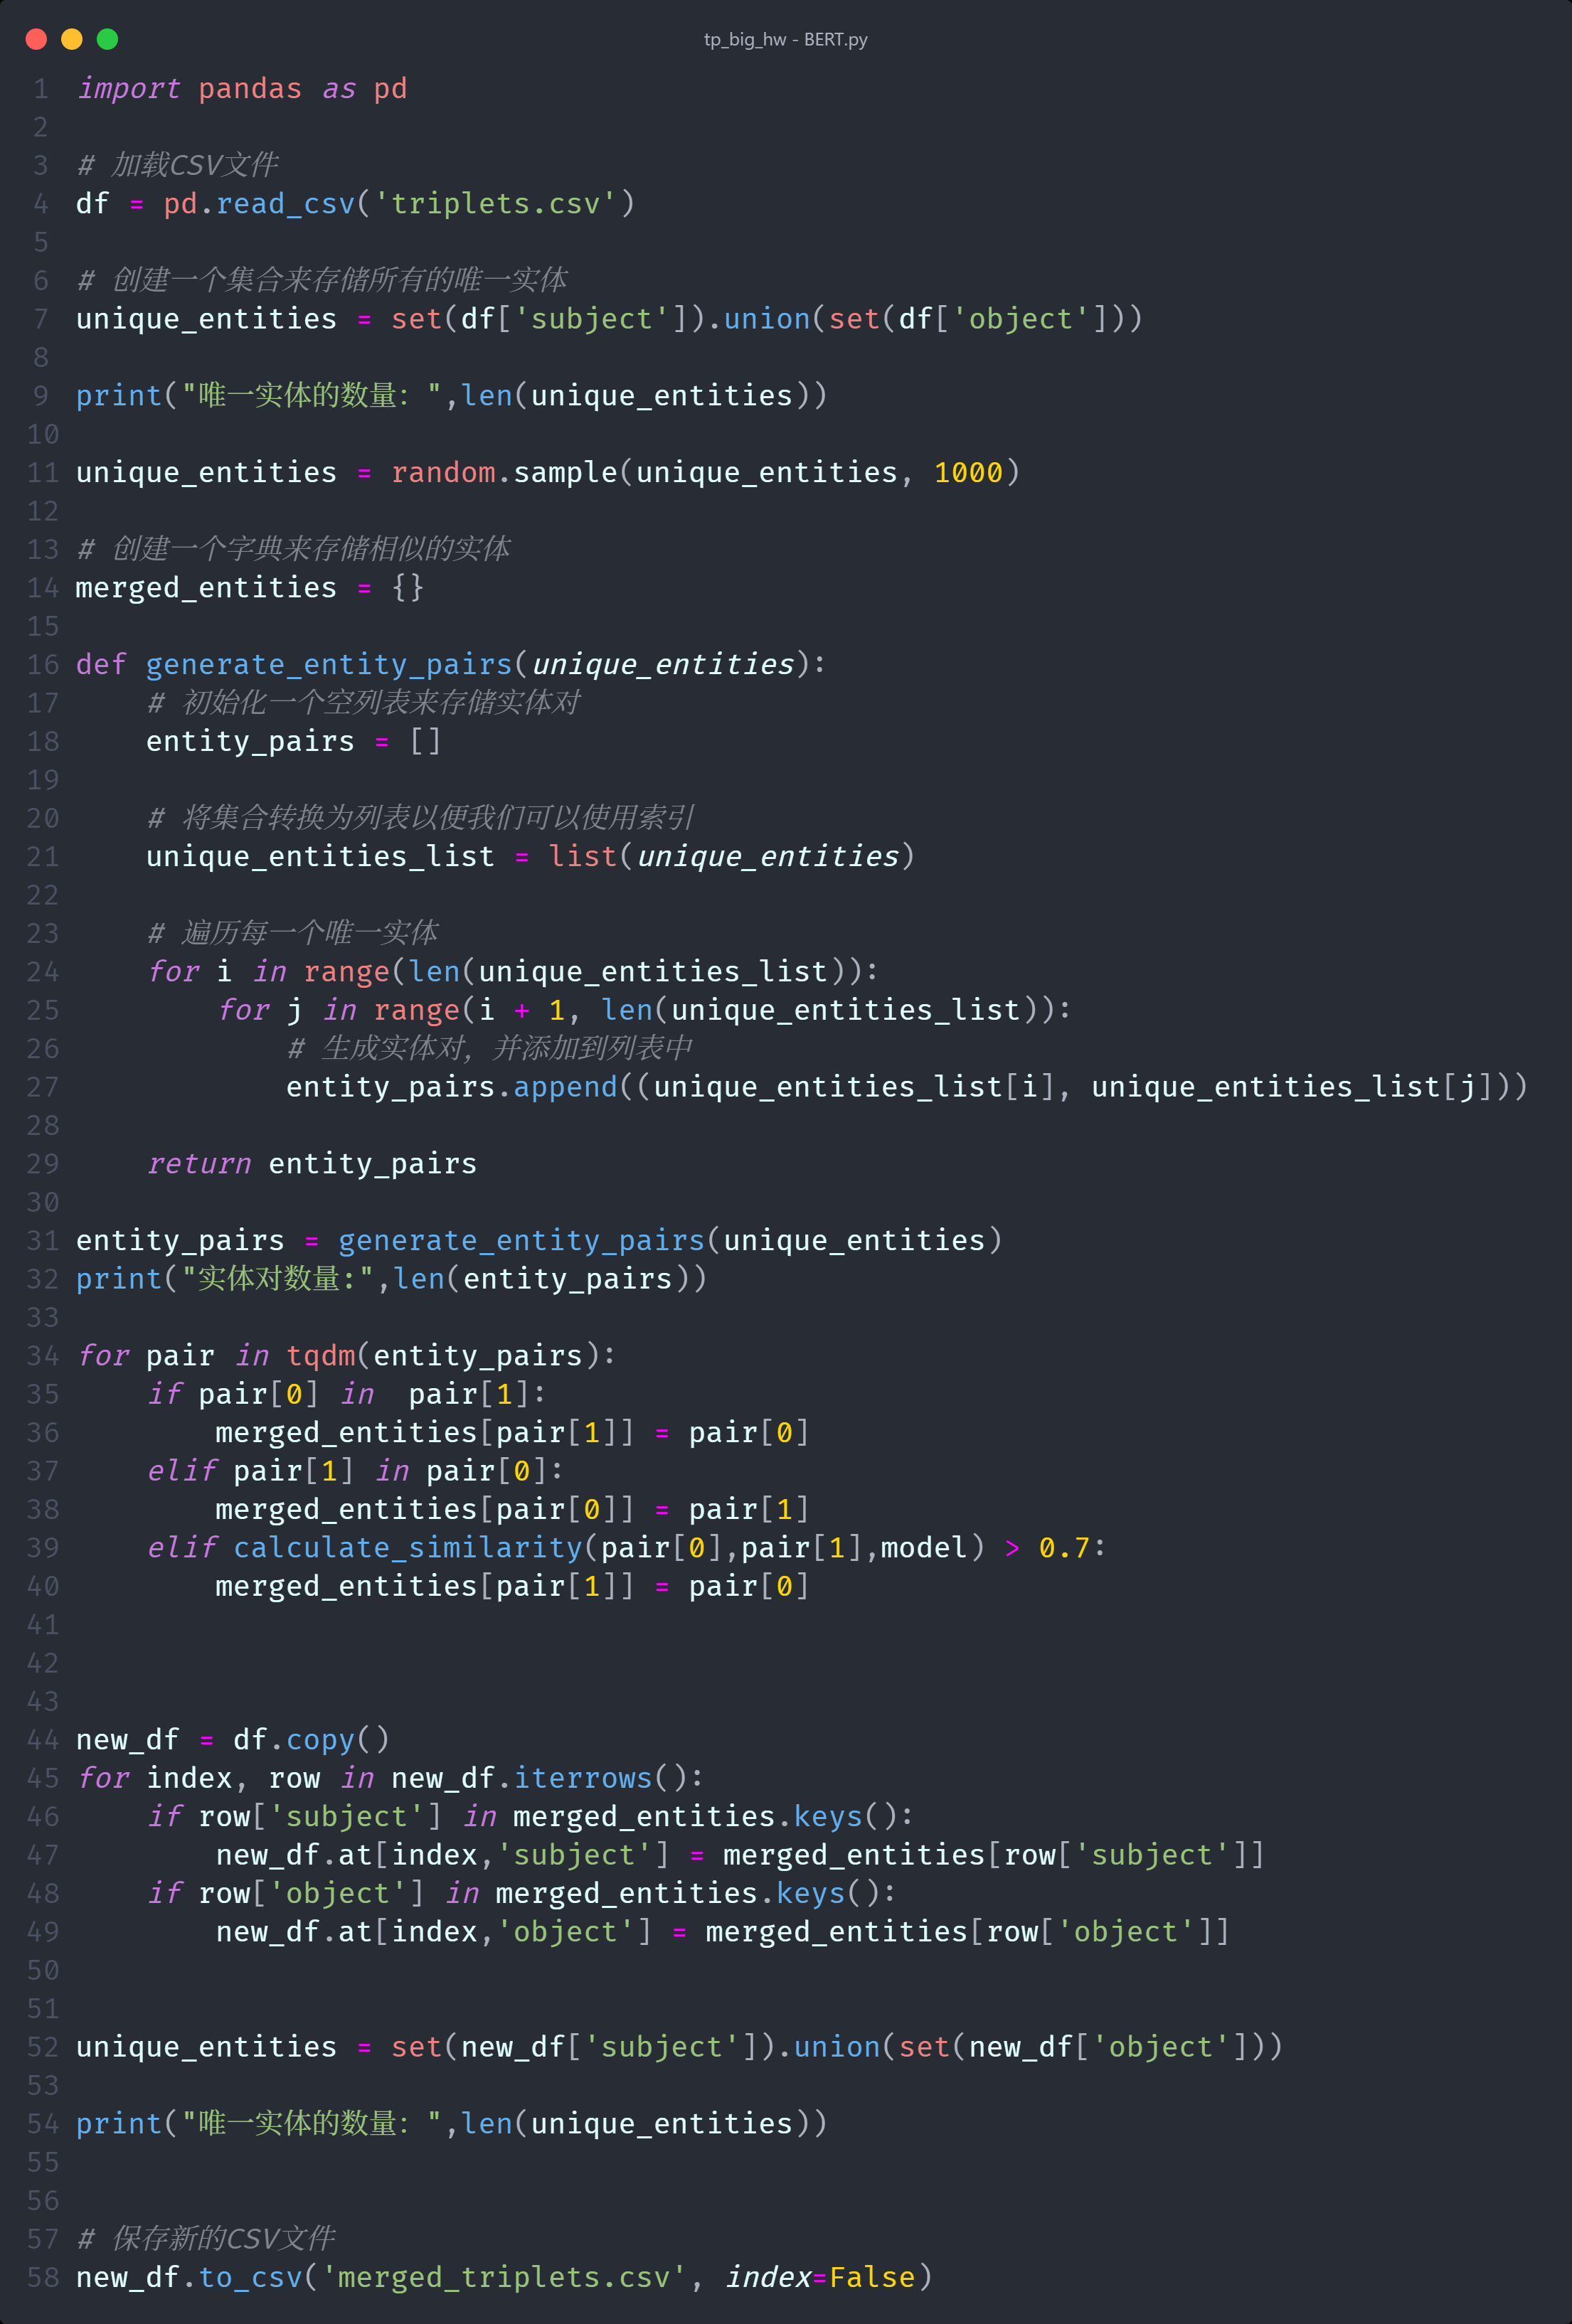 tp_big_hw - BERT.py
1 import pandas as pd
2
3 # 加载CSV文件
4 df = pd.read_csv('triplets.csv')
5
6 # 创建一个集合来存储所有的唯一实体
7 unique_entities = set(df['subject']).union(set(df['object']))
8
9 print("唯一实体的数量：",len(unique_entities))
10
11 unique_entities = random.sample(unique_entities, 1000)
12
13 # 创建一个字典来存储相似的实体
14 merged_entities = {}
15
16 def generate_entity_pairs(unique_entities):
17     # 初始化一个空列表来存储实体对
18     entity_pairs = []
19
20     # 将集合转换为列表以便我们可以使用索引
21     unique_entities_list = list(unique_entities)
22
23     # 遍历每一个唯一实体
24     for i in range(len(unique_entities_list)):
25         for j in range(i + 1, len(unique_entities_list)):
26             # 生成实体对，并添加到列表中
27             entity_pairs.append((unique_entities_list[i], unique_entities_list[j]))
28
29     return entity_pairs
30
31 entity_pairs = generate_entity_pairs(unique_entities)
32 print("实体对数量:",len(entity_pairs))
33
34 for pair in tqdm(entity_pairs):
35     if pair[0] in  pair[1]:
36         merged_entities[pair[1]] = pair[0]
37     elif pair[1] in pair[0]:
38         merged_entities[pair[0]] = pair[1]
39     elif calculate_similarity(pair[0],pair[1],model) > 0.7:
40         merged_entities[pair[1]] = pair[0]
41
42
43
44 new_df = df.copy()
45 for index, row in new_df.iterrows():
46     if row['subject'] in merged_entities.keys():
47         new_df.at[index,'subject'] = merged_entities[row['subject']]
48     if row['object'] in merged_entities.keys():
49         new_df.at[index,'object'] = merged_entities[row['object']]
50
51
52 unique_entities = set(new_df['subject']).union(set(new_df['object']))
53
54 print("唯一实体的数量：",len(unique_entities))
55
56
57 # 保存新的CSV文件
58 new_df.to_csv('merged_triplets.csv', index=False)